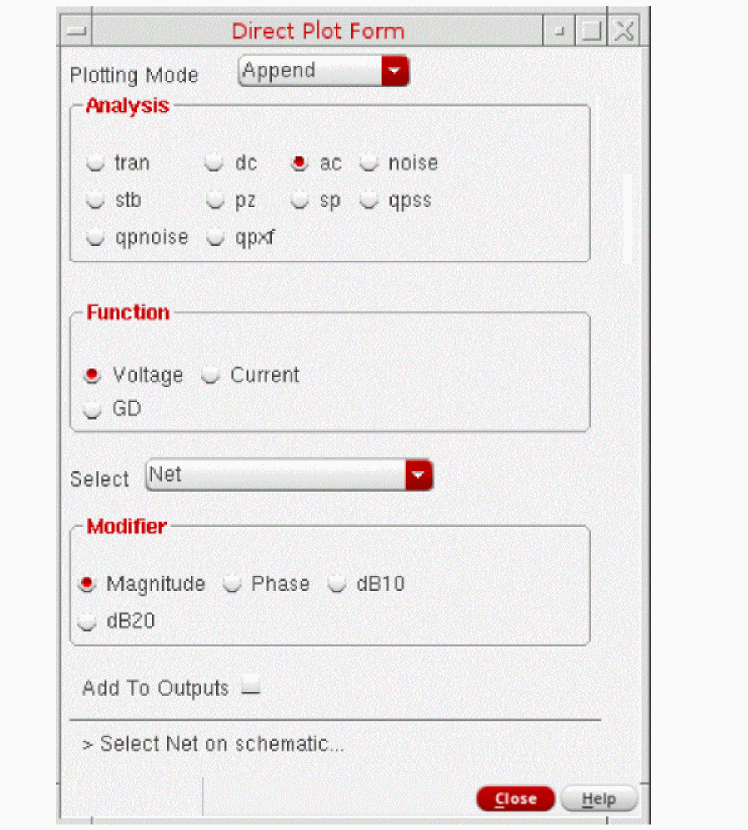 Direct Plot Form
Plotting Mode Append
Analysis
tran dc ac noise
stb pz sp qpss
qpnoise qpxf
Function
Voltage Current
GD
Select Net
Modifier
Magnitude Phase dB10
dB20
Add To Outputs
> Select Net on schematic...
Close Help